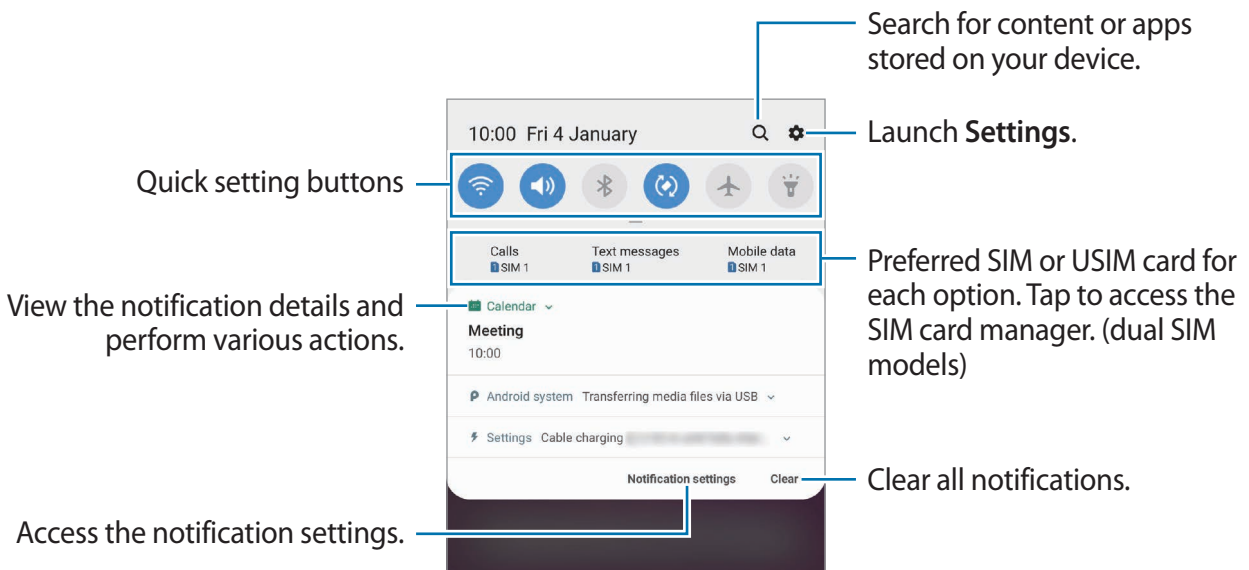 Search for content or apps
stored on your device.
10:00 Fri 4 January
Launch Settings.
Quick setting buttons
Calls
1 SIM 1
Text messages
1 SIM 1
Mobile data
1 SIM 1
Preferred SIM or USIM card for
each option. Tap to access the
SIM card manager. (dual SIM
models)
View the notification details and
perform various actions.
Calendar
Meeting
10:00
Android system Transferring media files via USB
Settings Cable charging
Notification settings Clear
Clear all notifications.
Access the notification settings.